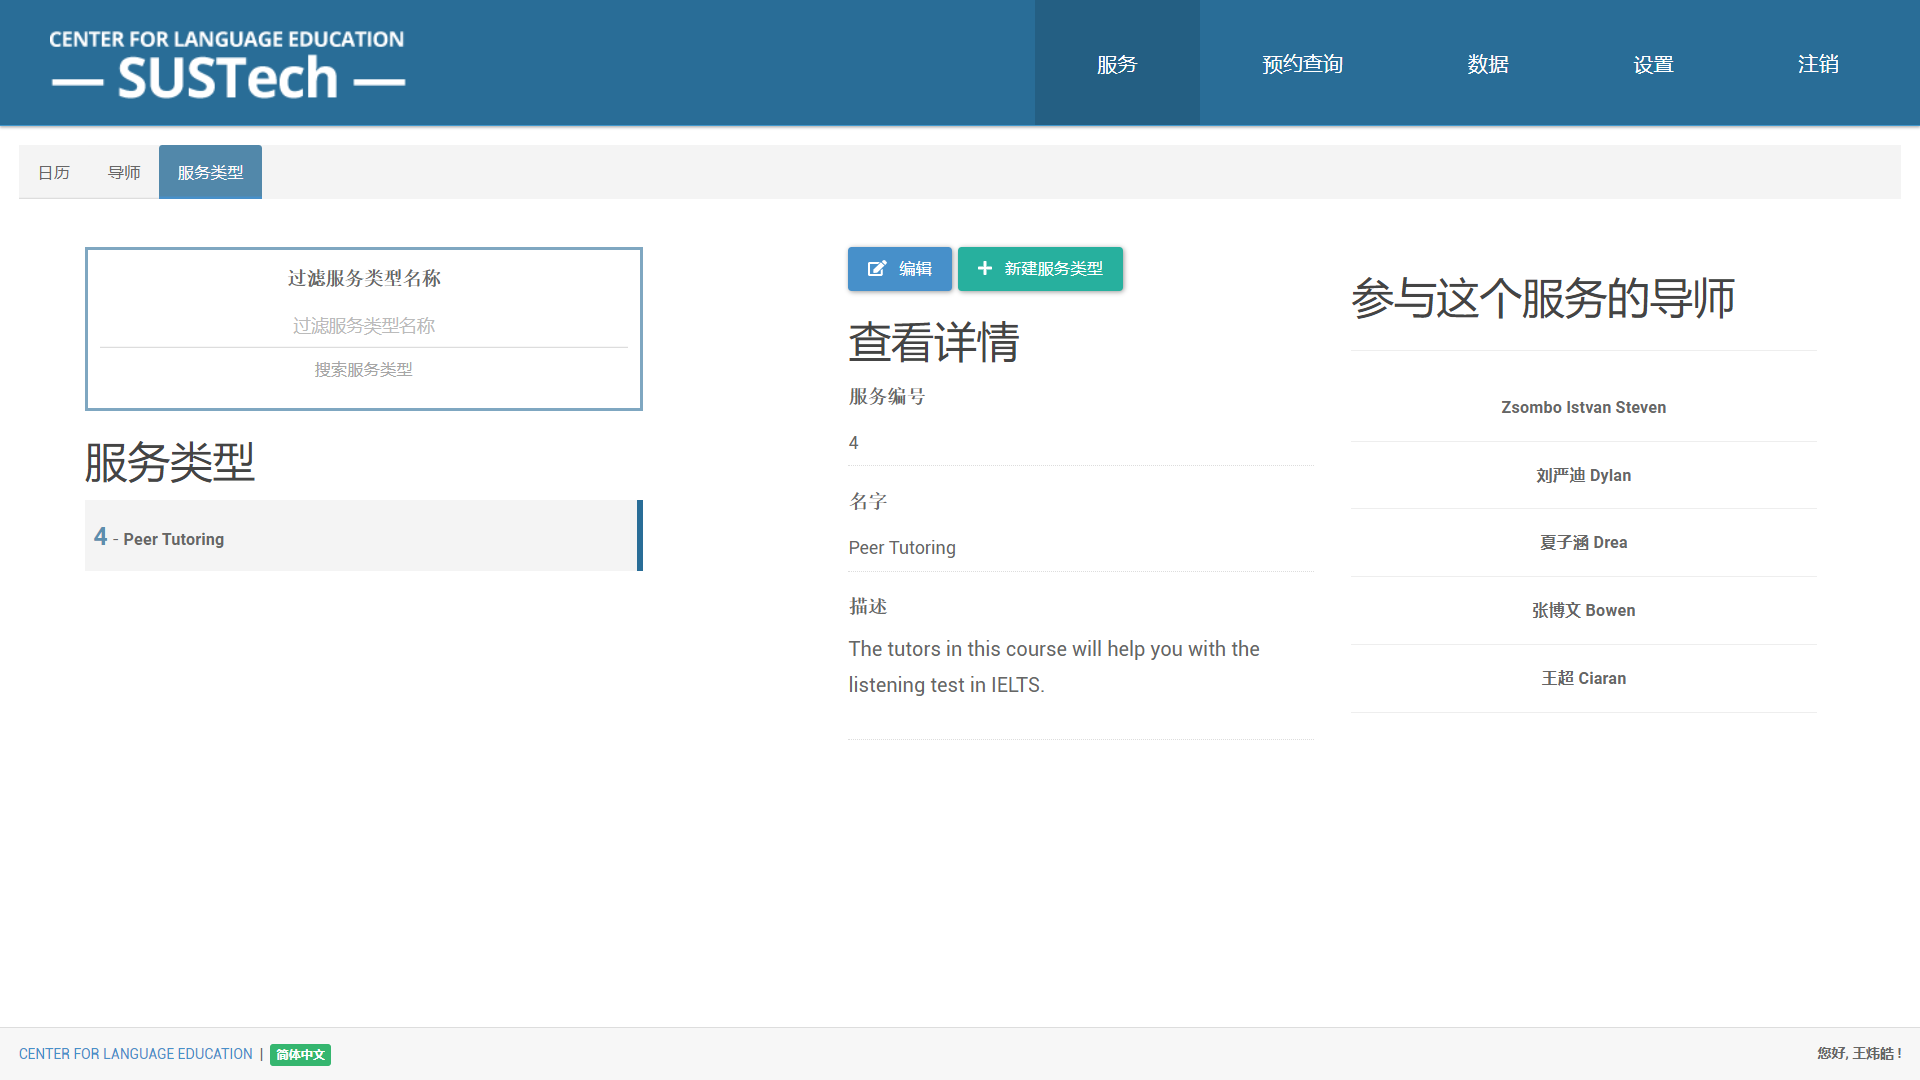 CENTER FOR LANGUAGE EDUCATION
— SUSTech —
服务
预约查询
数据
设置
注销
日历
导师
服务类型
过滤服务类型名称
过滤服务类型名称
搜索服务类型
服务类型
4 - Peer Tutoring
编辑
新建服务类型
查看详情
服务编号
4
名字
Peer Tutoring
描述
The tutors in this course will help you with the
listening test in IELTS.
参与这个服务的导师
Zsombo Istvan Steven
刘严迪 Dylan
夏子涵 Drea
张博文 Bowen
王超 Ciaran
CENTER FOR LANGUAGE EDUCATION | 简体中文
您好, 王炜皓 !